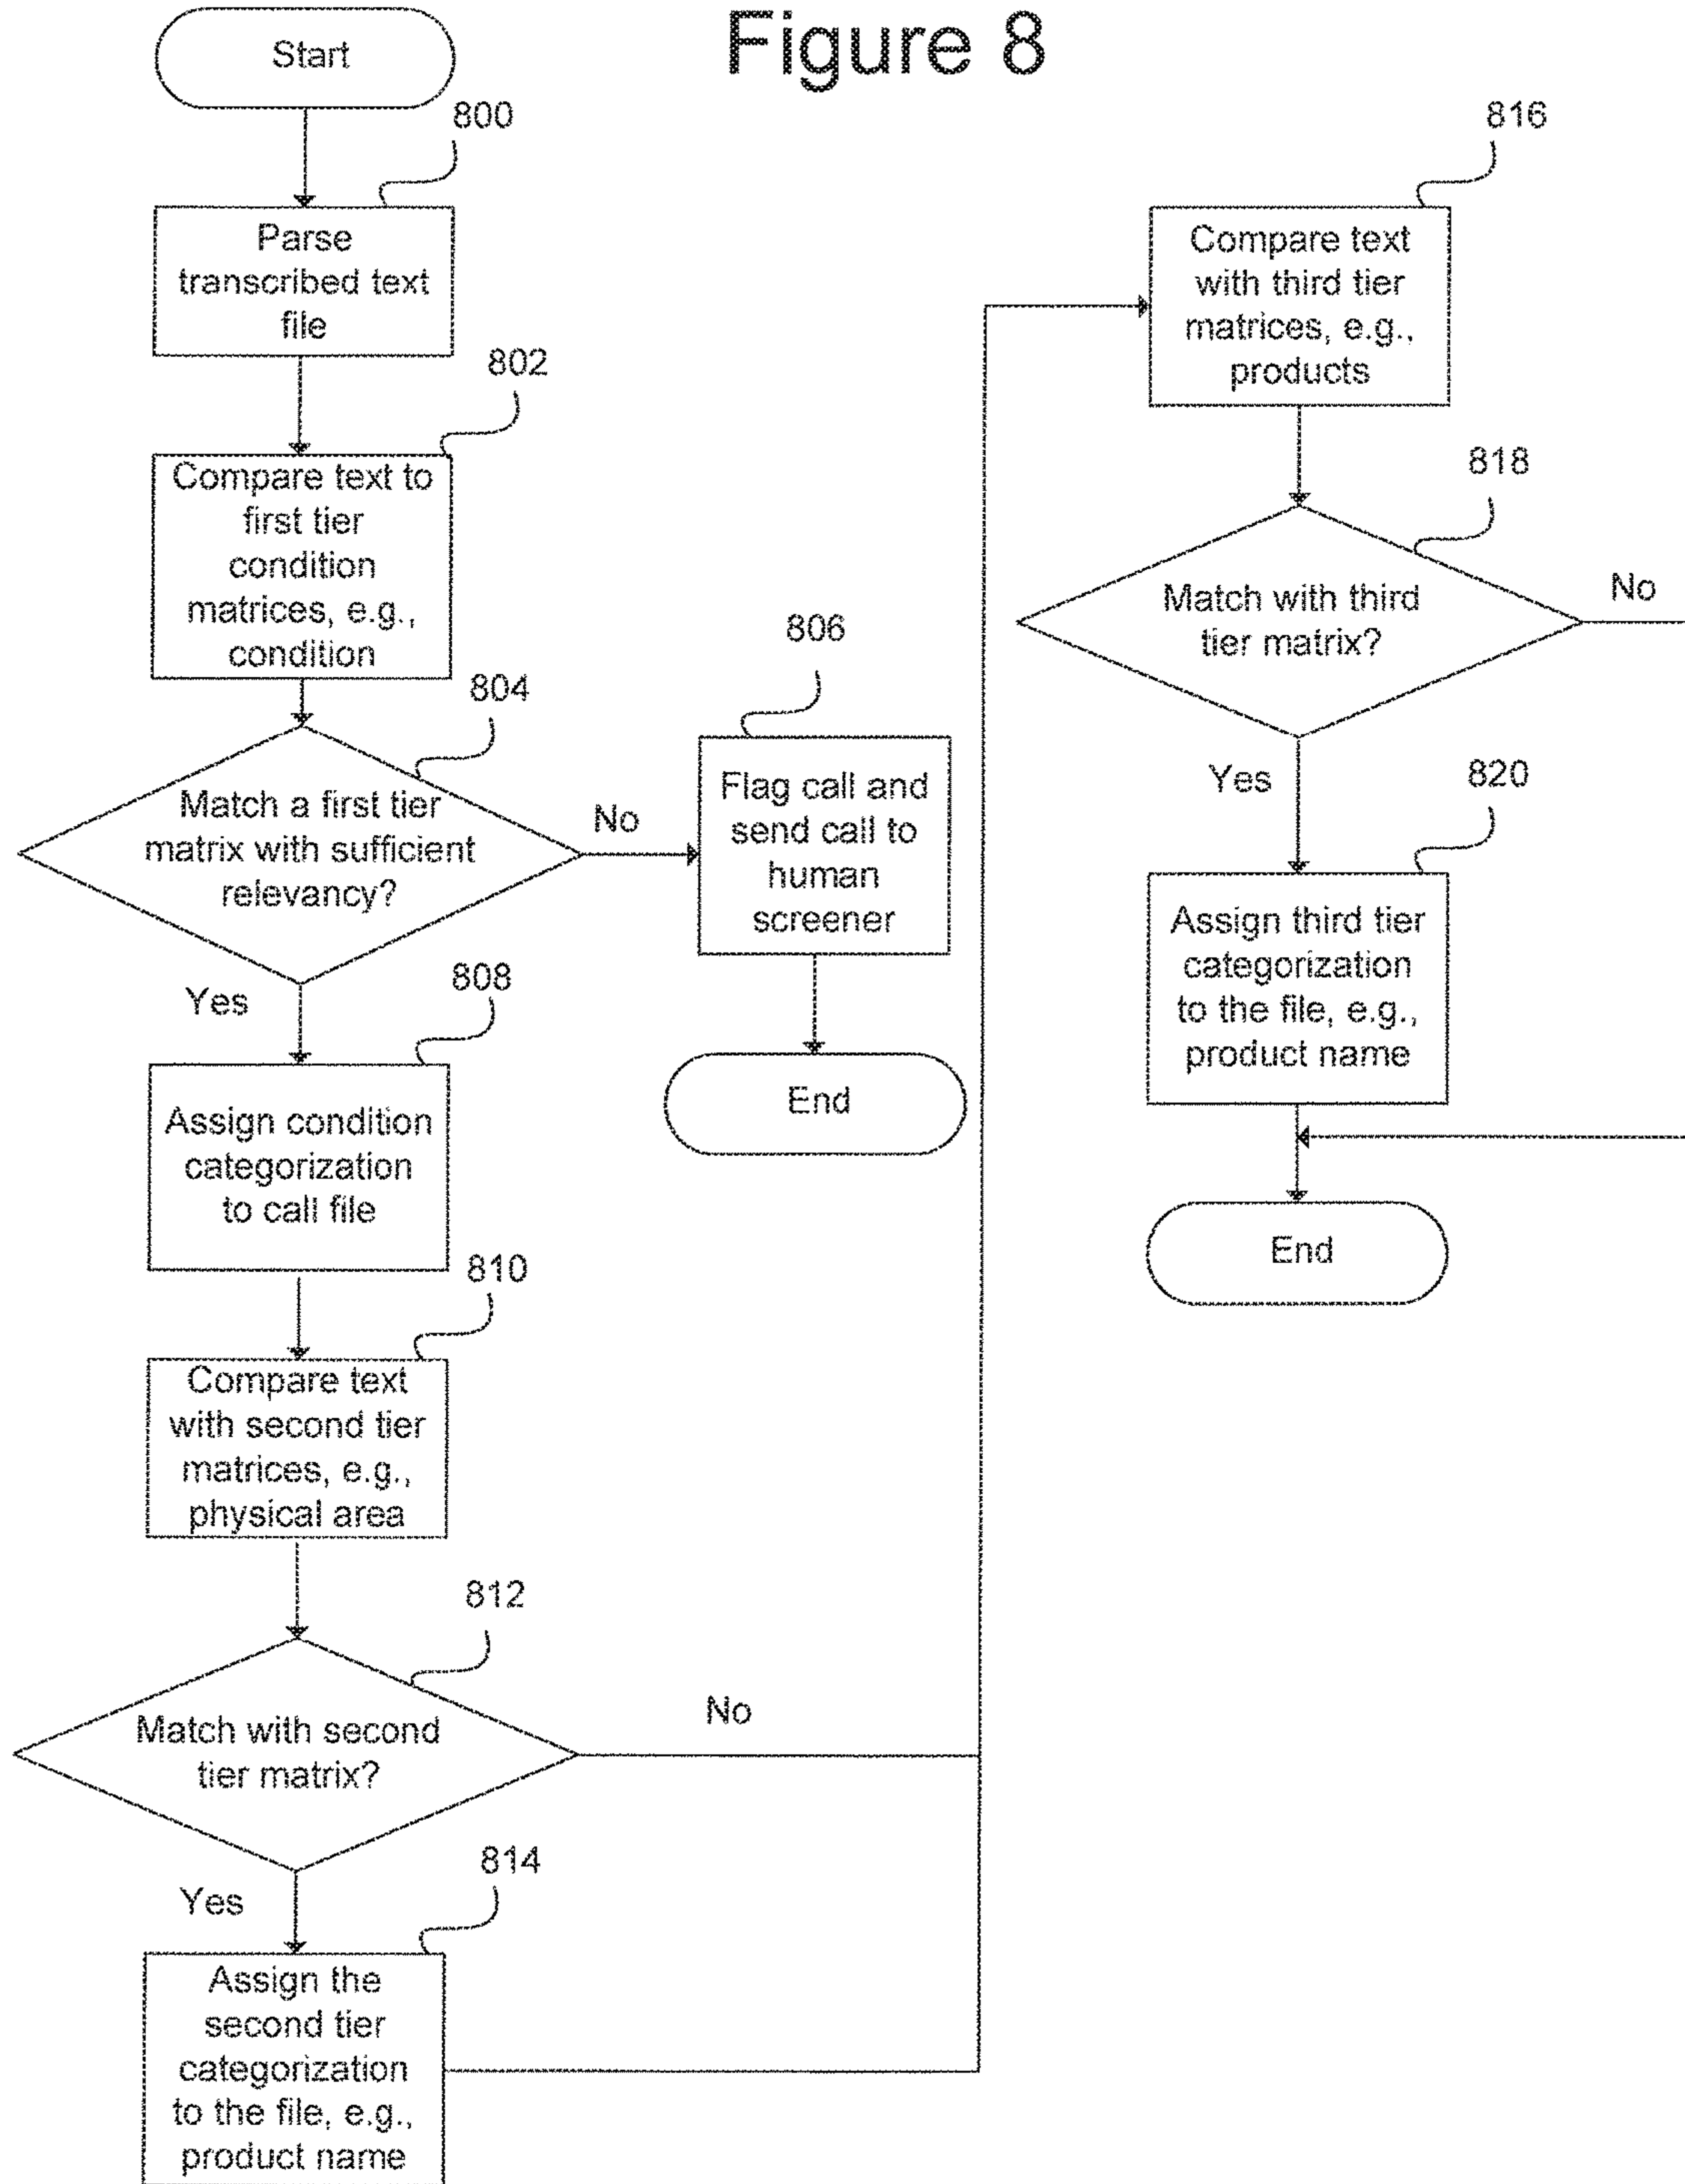 Figure 8
Start
800
Parse
transcribed text
file
802
Compare text to
first tier
condition
matrices, e.g.,
condition
804
Match a first tier
matrix with sufficient
relevancy?
No
806
Flag call and
send call to
human
screener
End
Yes
808
Assign condition
categorization
to call file
810
Compare text
with second tier
matrices, e.g.,
physical area
812
Match with second
tier matrix?
No
Yes
814
Assign the
second tier
categorization
to the file, e.g.,
product name
816
Compare text
with third tier
matrices, e.g.,
products
818
Match with third
tier matrix?
No
Yes
820
Assign third tier
categorization
to the file, e.g.,
product name
End